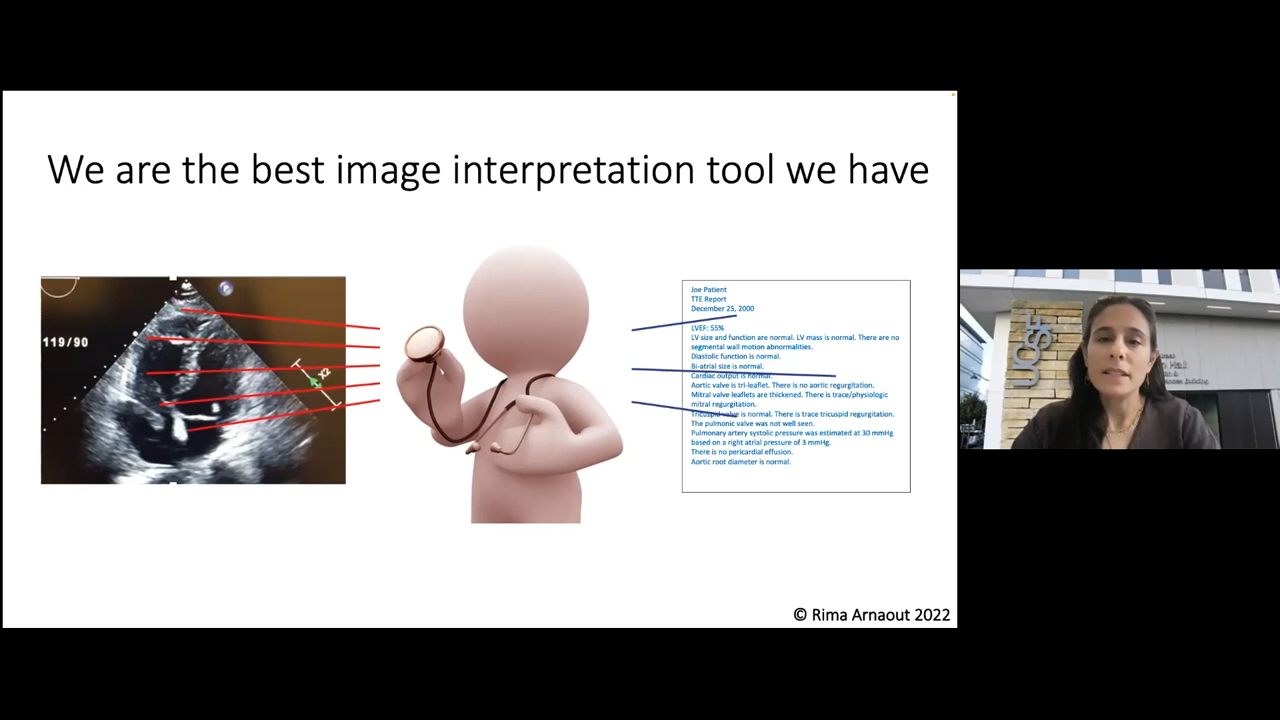 We are the best image interpretation tool we have
119/90
P
x2
Joe Patient
TTE Report
December 25, 2000
LVEF: 55%
LV size and function are normal. LV mass is normal. There are no
segmental wall motion abnormalities.
Diastolic function is normal.
Bi-atrial size is normal.
Cardiac output is normal.
Aortic valve is tri-leaflet. There is no aortic regurgitation.
Mitral valve leaflets are thickened. There is trace/physiologic
mitral regurgitation.
Tricuspid valve is normal. There is trace tricuspid regurgitation.
The pulmonic valve was not well seen.
Pulmonary artery systolic pressure was estimated at 30 mmHg
based on a right atrial pressure of 3 mmHg.
There is no pericardial effusion.
Aortic root diameter is normal.
© Rima Arnaout 2022
UCSF
Hall